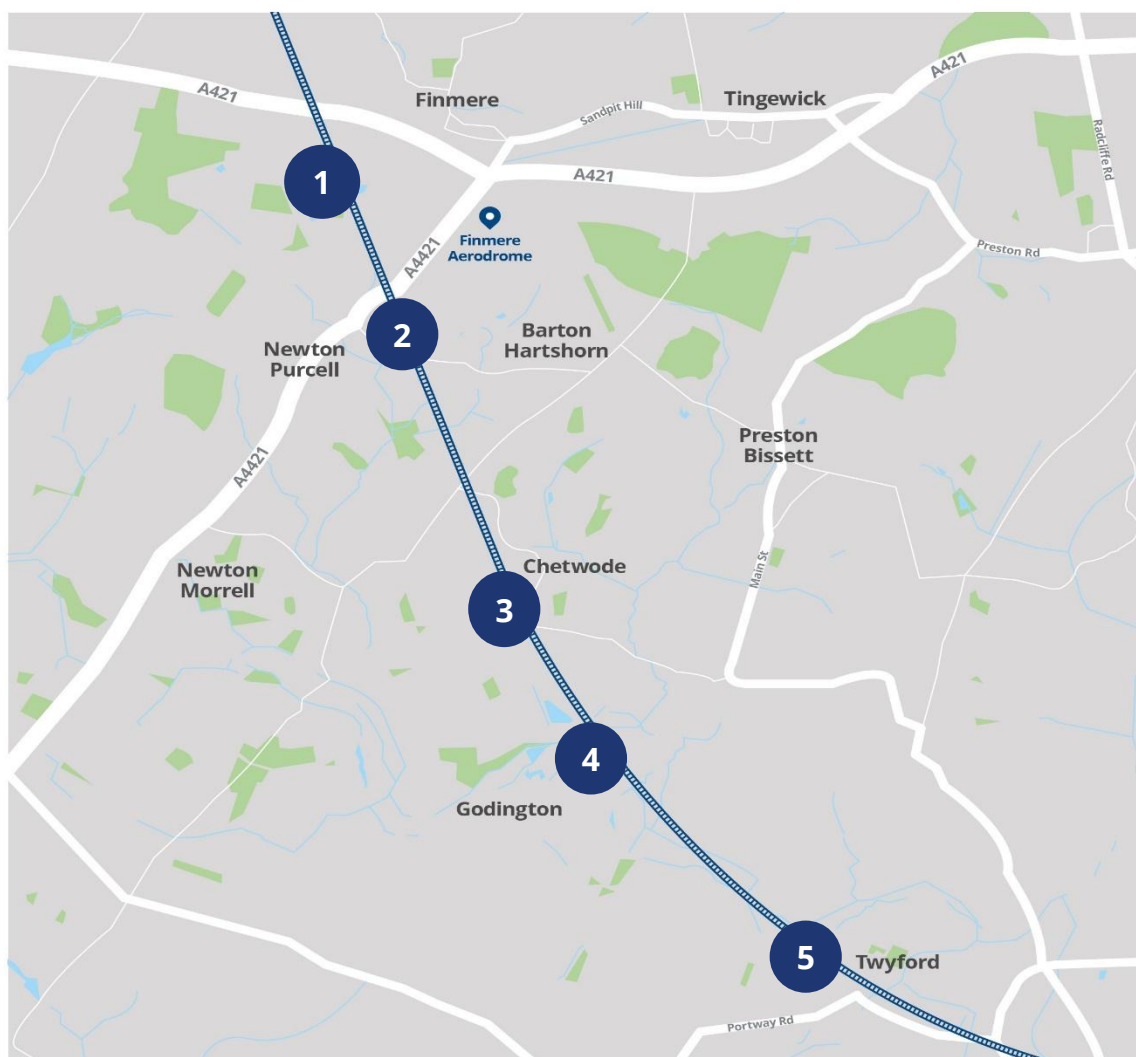 A421
Finmere
Sandpit Hill
Tingewick
A421
Radcliffe Rd
1
A421
Finmere
Aerodrome
A4421
Preston Rd
2
Newton
Purcell
Barton
Hartshorn
Preston
Bissett
A4421
Newton
Morrell
Chetwode
Main St
3
4
Godington
5
Twyford
Portway Rd